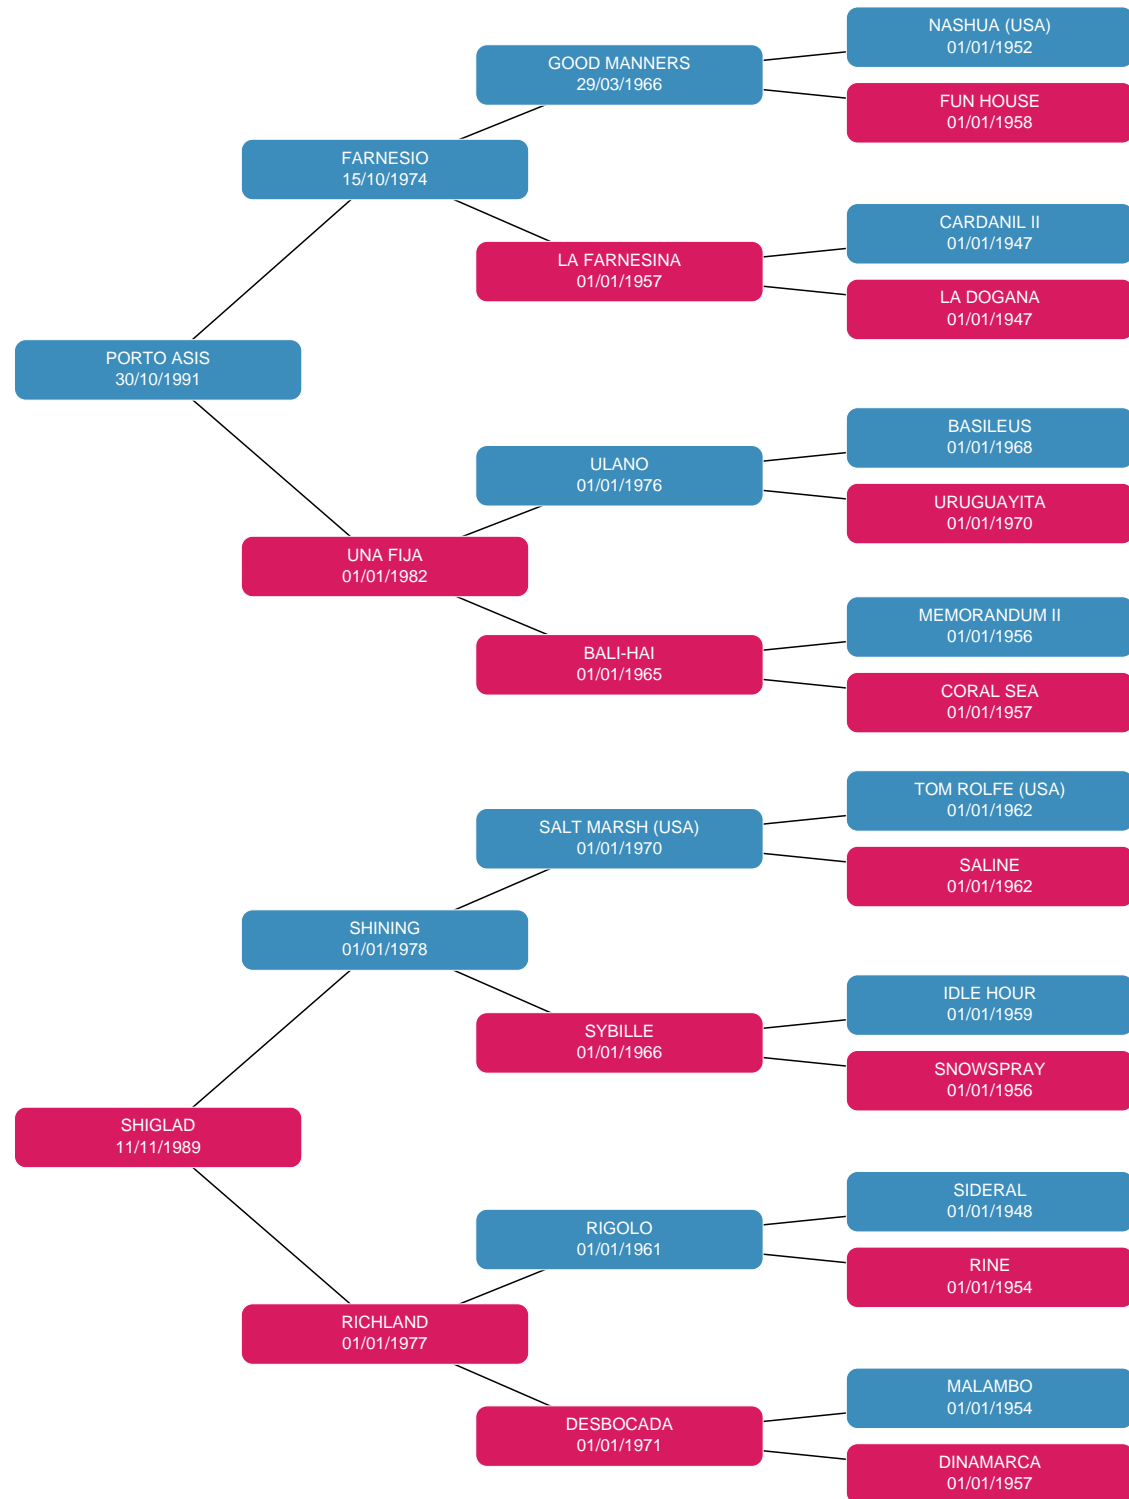 NASHUA (USA)
01/01/1952
GOOD MANNERS
29/03/1966
FUN HOUSE
01/01/1958
FARNESIO
15/10/1974
CARDANIL II
01/01/1947
LA FARNESINA
01/01/1957
LA DOGANA
01/01/1947
PORTO ASIS
30/10/1991
BASILEUS
01/01/1968
ULANO
01/01/1976
URUGUAYITA
01/01/1970
UNA FIJA
01/01/1982
MEMORANDUM II
01/01/1956
BALI-HAI
01/01/1965
CORAL SEA
01/01/1957
TOM ROLFE (USA)
01/01/1962
SALT MARSH (USA)
01/01/1970
SALINE
01/01/1962
SHINING
01/01/1978
IDLE HOUR
01/01/1959
SYBILLE
01/01/1966
SNOWSPRAY
01/01/1956
SHIGLAD
11/11/1989
SIDERAL
01/01/1948
RIGOLO
01/01/1961
RINE
01/01/1954
RICHLAND
01/01/1977
MALAMBO
01/01/1954
DESBOCADA
01/01/1971
DINAMARCA
01/01/1957